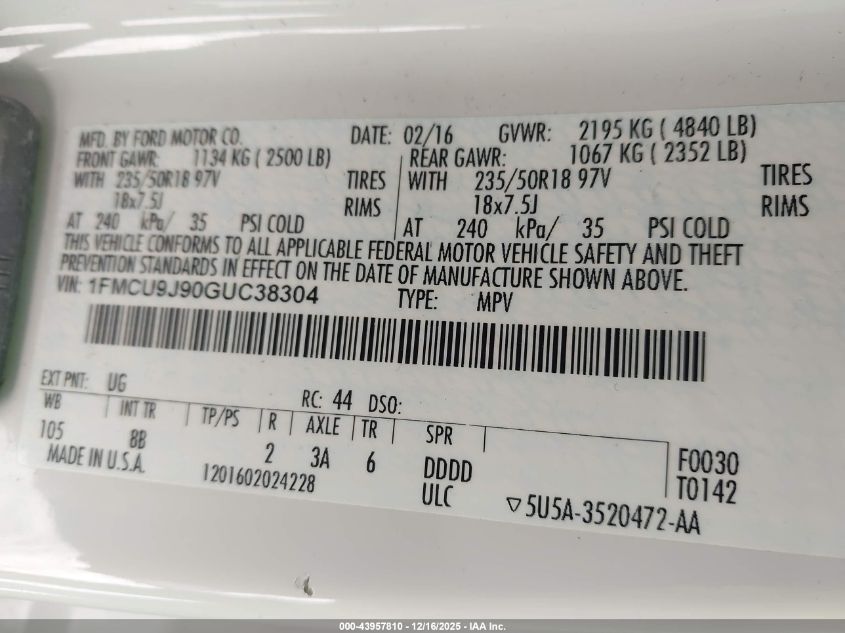 MFD. BY FORD MOTOR CO. DATE: 02/16 GVWR: 2195 KG ( 4840 LB)
FRONT GAWR: 1134 KG ( 2500 LB) REAR GAWR: 1067 KG ( 2352 LB)
WITH 235/50R18 97V TIRES WITH 235/50R18 97V TIRES
18x7.5J RIMS 18x7.5J RIMS
AT 240 kPa/ 35 PSI COLD AT 240 kPa/ 35 PSI COLD
THIS VEHICLE CONFORMS TO ALL APPLICABLE FEDERAL MOTOR VEHICLE SAFETY AND THEFT
PREVENTION STANDARDS IN EFFECT ON THE DATE OF MANUFACTURE SHOWN ABOVE.
VIN: 1FMCU9J90GUC38304 TYPE: MPV
EXT PNT: UG RC: 44 DSO:
WB INT TR TP/PS R AXLE TR SPR
105 8B 2 3A 6 DDDD F0030
MADE IN U.S.A. 1201602024228 ULC T0142
▽5U5A-3520472-AA
000-43957810 - 12/16/2025 - IAA Inc.